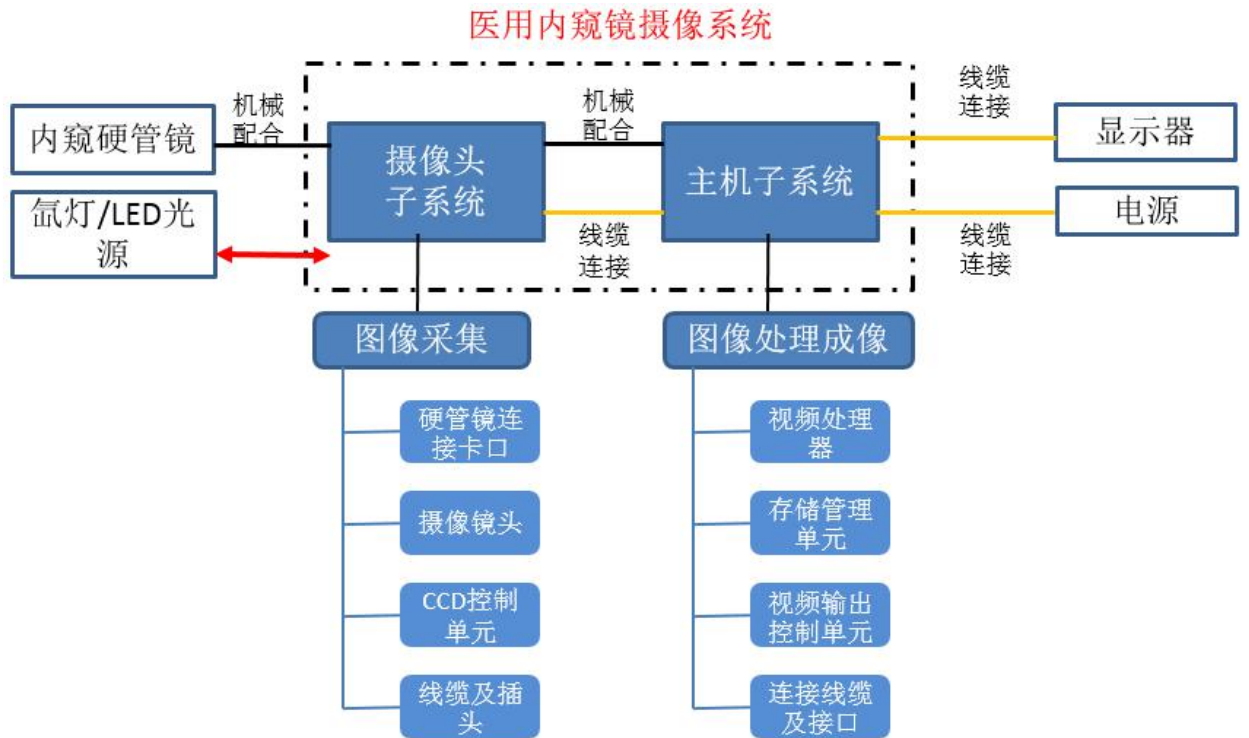 医用内窥镜摄像系统
内窥硬管镜
机械
配合
摄像头
子系统
机械
配合
主机子系统
线缆
连接
显示器
氙灯/LED光
源
线缆
连接
线缆
连接
电源
图像采集
图像处理成像
硬管镜连
接卡口
摄像镜头
CCD控制
单元
线缆及插
头
视频处理
器
存储管理
单元
视频输出
控制单元
连接线缆
及接口